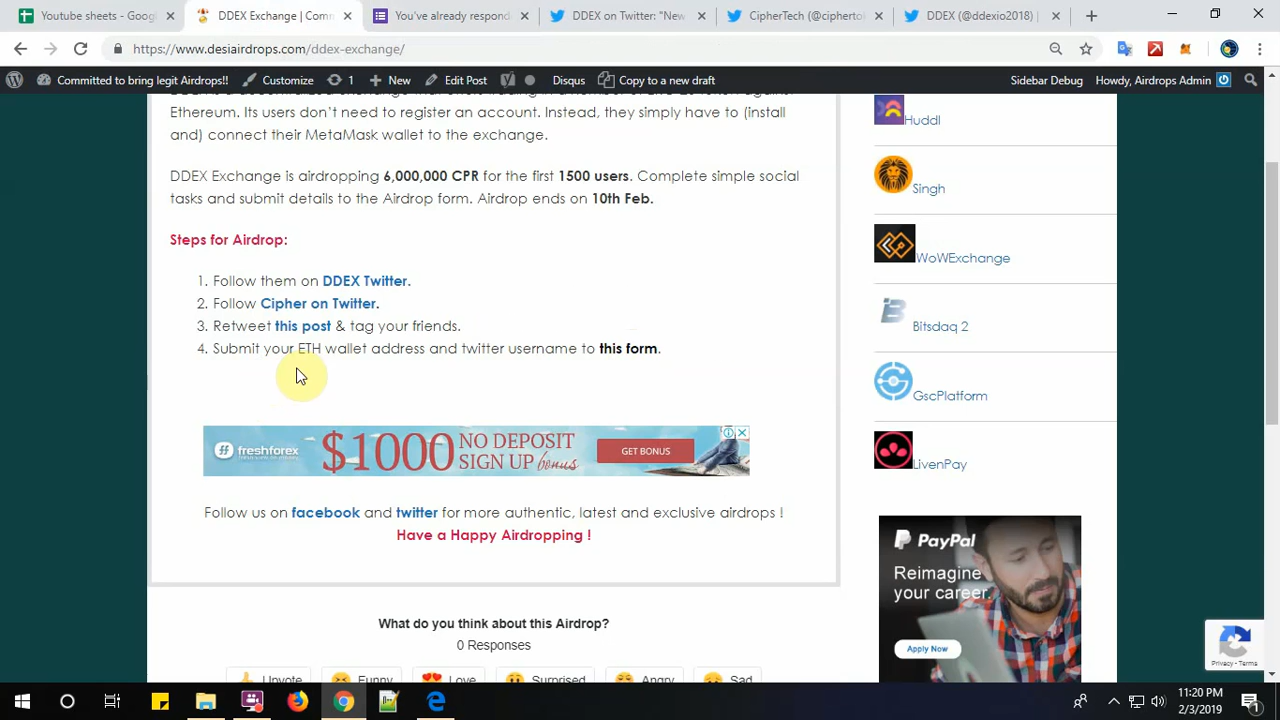 Youtube sheets - Google
DDEX Exchange | Comm
You've already respond
DDEX on Twitter: "New
CipherTech (@ciphertok
DDEX (@ddexio2018) |
https://www.desiairdrops.com/ddex-exchange/
Committed to bring legit Airdrops!!
Customize
1
New
Edit Post
Disqus
Copy to a new draft
Sidebar Debug
Howdy, Airdrops Admin
Ethereum. Its users don't need to register an account. Instead, they simply have to (install
and) connect their MetaMask wallet to the exchange.
DDEX Exchange is airdropping 6,000,000 CPR for the first 1500 users. Complete simple social
tasks and submit details to the Airdrop form. Airdrop ends on 10th Feb.
Steps for Airdrop:
1. Follow them on DDEX Twitter.
2. Follow Cipher on Twitter.
3. Retweet this post & tag your friends.
4. Submit your ETH wallet address and twitter username to this form.
freshforex
$1000 NO DEPOSIT
SIGN UP bonus
GET BONUS
Follow us on facebook and twitter for more authentic, latest and exclusive airdrops !
Have a Happy Airdropping !
What do you think about this Airdrop?
0 Responses
Upvote
Funny
Love
Surprised
Angry
Sad
Huddl
Singh
WoWExchange
Bitsdaq 2
GscPlatform
LivenPay
PayPal
Reimagine
your career.
Apply Now
Privacy - Terms
11:20 PM
2/3/2019